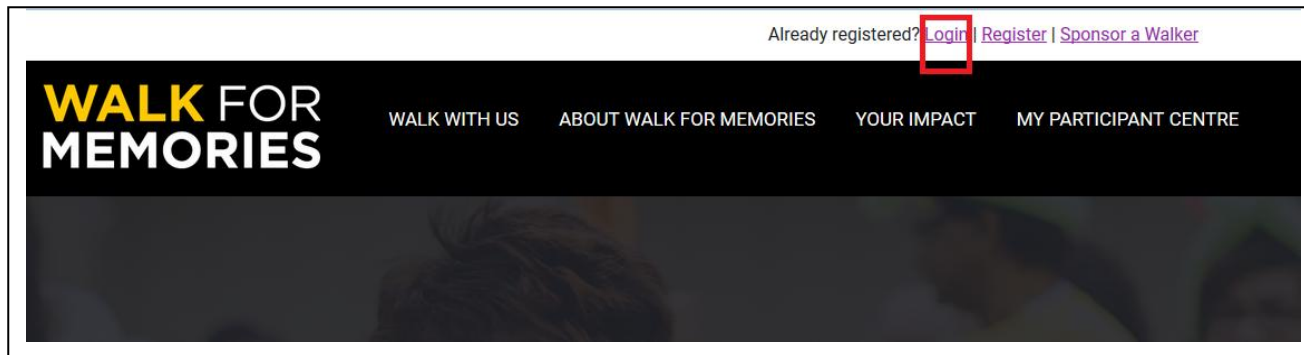 Already registered? Login | Register | Sponsor a Walker
WALK FOR
MEMORIES
WALK WITH US ABOUT WALK FOR MEMORIES YOUR IMPACT MY PARTICIPANT CENTRE